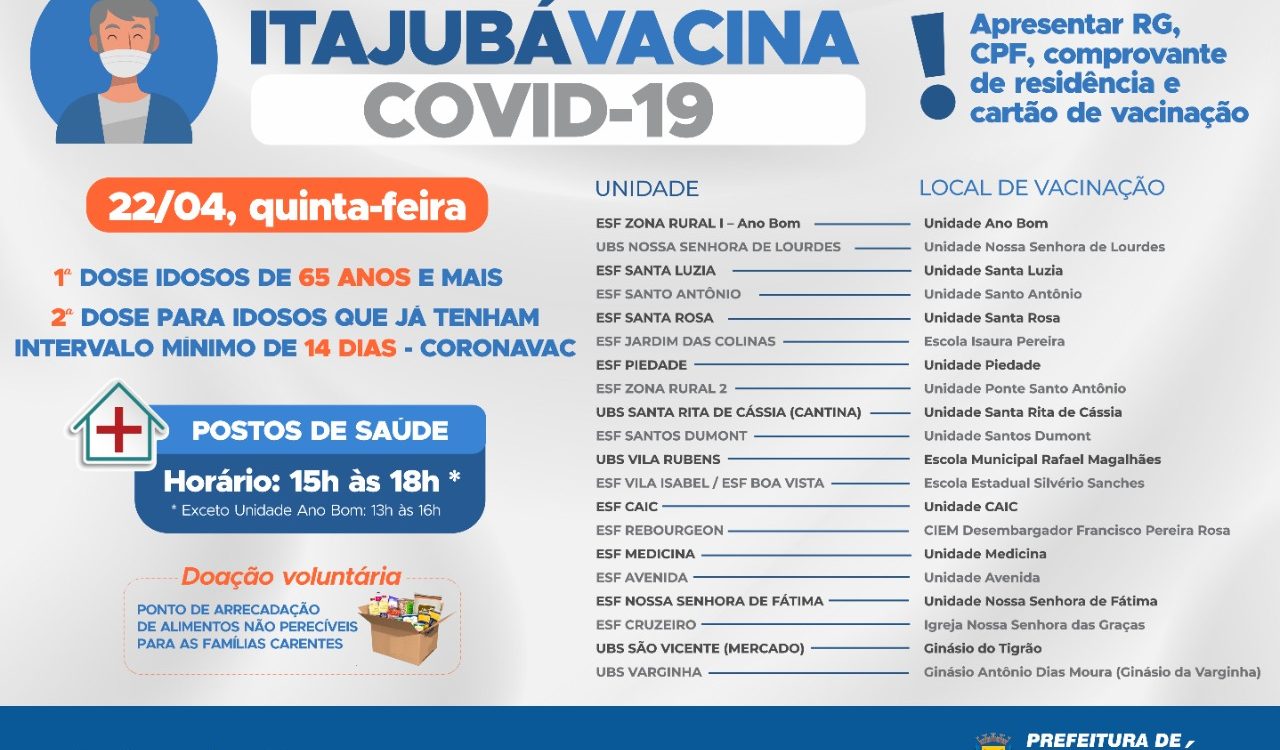 ITAJUBÁVACINA
COVID-19
!
Apresentar RG,
CPF, comprovante
de residência e
cartão de vacinação
22/04, quinta-feira
1ª DOSE IDOSOS DE 65 ANOS E MAIS
2ª DOSE PARA IDOSOS QUE JÁ TENHAM
INTERVALO MÍNIMO DE 14 DIAS - CORONAVAC
POSTOS DE SAÚDE
Horário: 15h às 18h *
* Exceto Unidade Ano Bom: 13h às 16h
Doação voluntária
PONTO DE ARRECADAÇÃO
DE ALIMENTOS NÃO PERECÍVEIS
PARA AS FAMÍLIAS CARENTES
UNIDADE LOCAL DE VACINAÇÃO
ESF ZONA RURAL I – Ano Bom Unidade Ano Bom
UBS NOSSA SENHORA DE LOURDES Unidade Nossa Senhora de Lourdes
ESF SANTA LUZIA Unidade Santa Luzia
ESF SANTO ANTÔNIO Unidade Santo Antônio
ESF SANTA ROSA Unidade Santa Rosa
ESF JARDIM DAS COLINAS Escola Isaura Pereira
ESF PIEDADE Unidade Piedade
ESF ZONA RURAL 2 Unidade Ponte Santo Antônio
UBS SANTA RITA DE CÁSSIA (CANTINA) Unidade Santa Rita de Cássia
ESF SANTOS DUMONT Unidade Santos Dumont
UBS VILA RUBENS Escola Municipal Rafael Magalhães
ESF VILA ISABEL / ESF BOA VISTA Escola Estadual Silvério Sanches
ESF CAIC Unidade CAIC
ESF REBOURGEON CIEM Desembargador Francisco Pereira Rosa
ESF MEDICINA Unidade Medicina
ESF AVENIDA Unidade Avenida
ESF NOSSA SENHORA DE FÁTIMA Unidade Nossa Senhora de Fátima
ESF CRUZEIRO Igreja Nossa Senhora das Graças
UBS SÃO VICENTE (MERCADO) Ginásio do Tigrão
UBS VARGINHA Ginásio Antônio Dias Moura (Ginásio da Varginha)
PREFEITURA DE